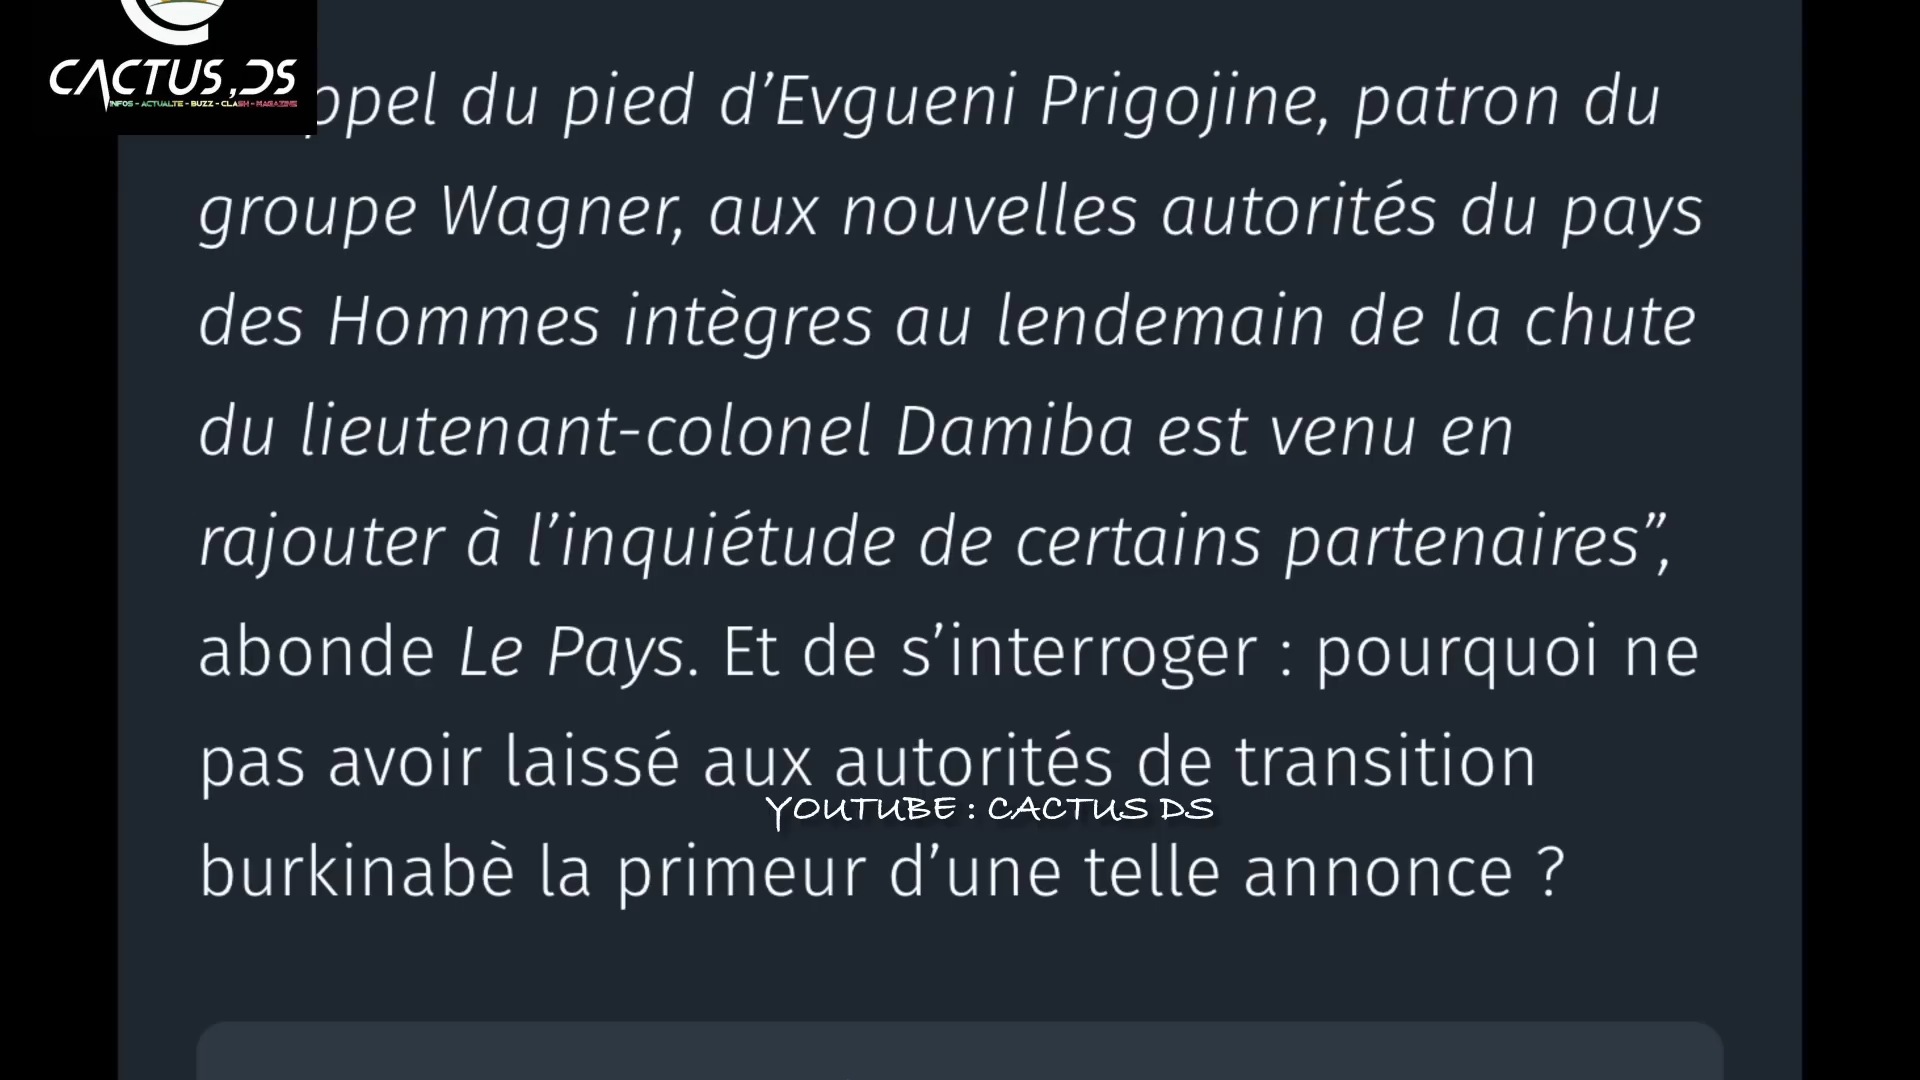 CACTUS,DS
INFOS - ACTUALTE - BUZZ - CLASH - MAGAZINE
ppel du pied d’Evgueni Prigojine, patron du
groupe Wagner, aux nouvelles autorités du pays
des Hommes intègres au lendemain de la chute
du lieutenant-colonel Damiba est venu en
rajouter à l’inquiétude de certains partenaires”,
abonde Le Pays. Et de s’interroger : pourquoi ne
pas avoir laissé aux autorités de transition
YOUTUBE : CACTUS DS
burkinabè la primeur d’une telle annonce ?